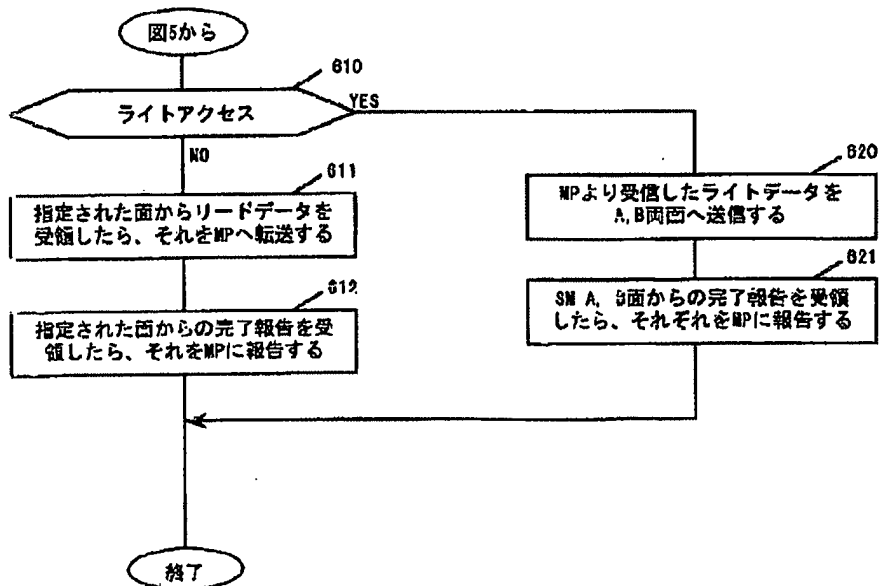 図5から
610
ライトアクセス
YES
NO
611
指定された面からリードデータを
受領したら、それをMPへ転送する
612
指定された面からの完了報告を受
領したら、それをMPに報告する
620
MPより受信したライトデータを
A,B両面へ送信する
621
SM A, B面からの完了報告を受領
したら、それぞれをMPに報告する
終了